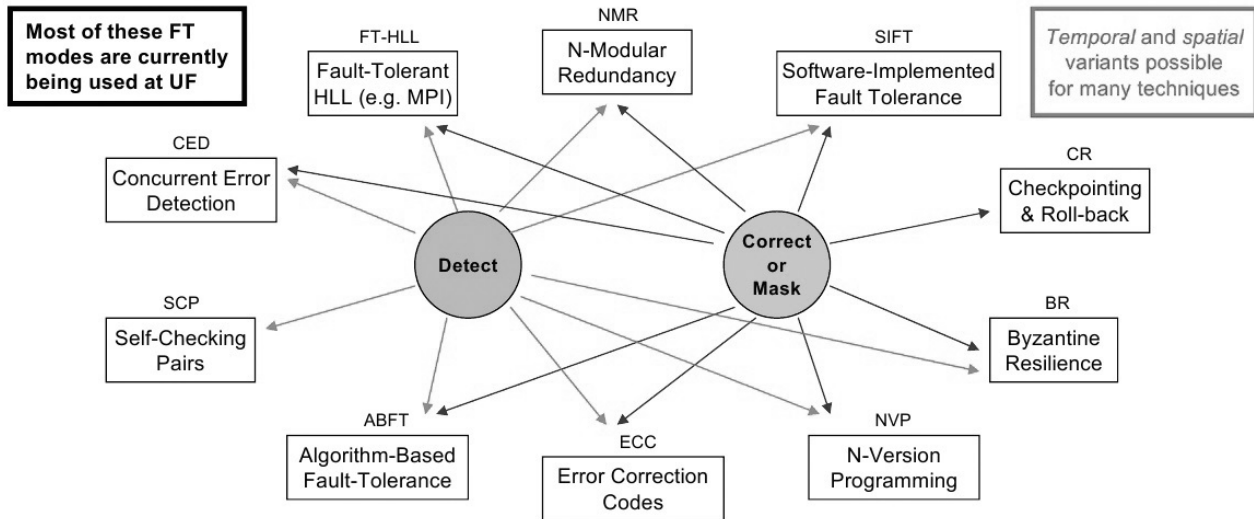 Most of these FT
modes are currently
being used at UF
FT-HLL
Fault-Tolerant
HLL (e.g. MPI)
NMR
N-Modular
Redundancy
SIFT
Software-Implemented
Fault Tolerance
Temporal and spatial
variants possible
for many techniques
CED
Concurrent Error
Detection
CR
Checkpointing
& Roll-back
Detect
Correct
or
Mask
SCP
Self-Checking
Pairs
BR
Byzantine
Resilience
ABFT
Algorithm-Based
Fault-Tolerance
ECC
Error Correction
Codes
NVP
N-Version
Programming